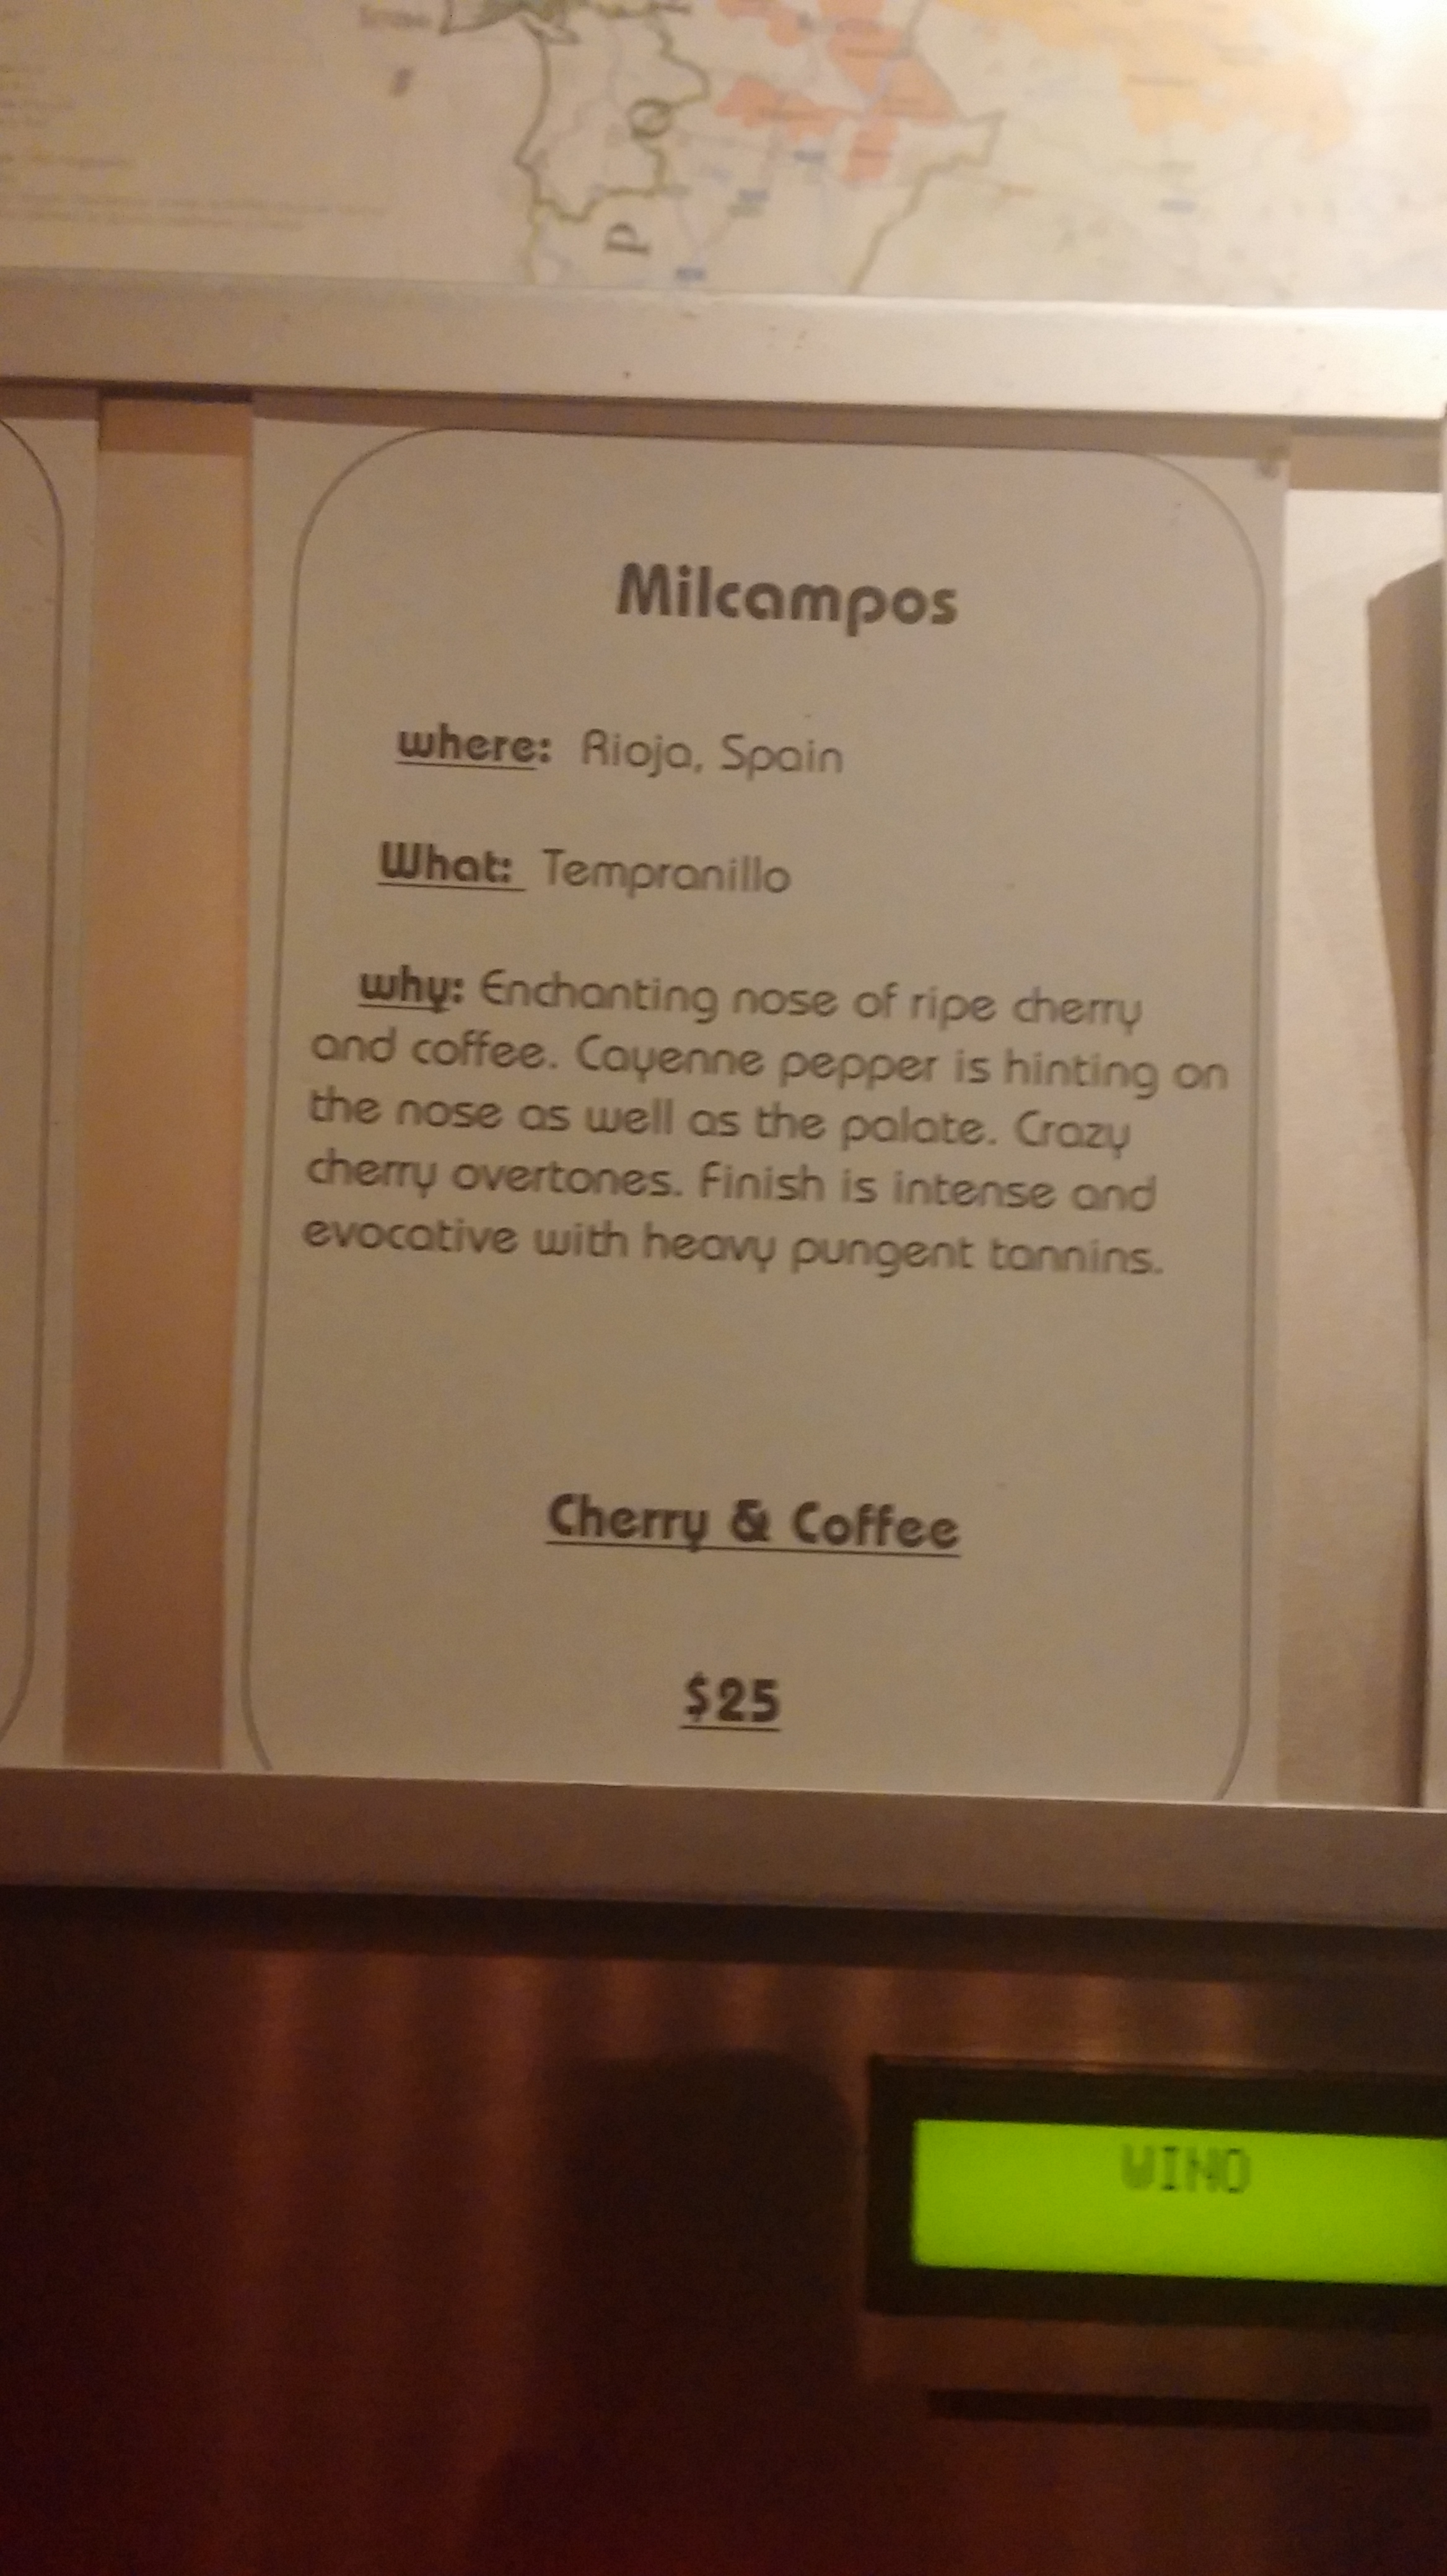 P O
Milcampos
where: Rioja, Spain
What: Tempranillo
why: Enchanting nose of ripe cherry
and coffee. Cayenne pepper is hinting on
the nose as well as the palate. Crazy
cherry overtones. Finish is intense and
evocative with heavy pungent tannins.
Cherry & Coffee
$25
WINO